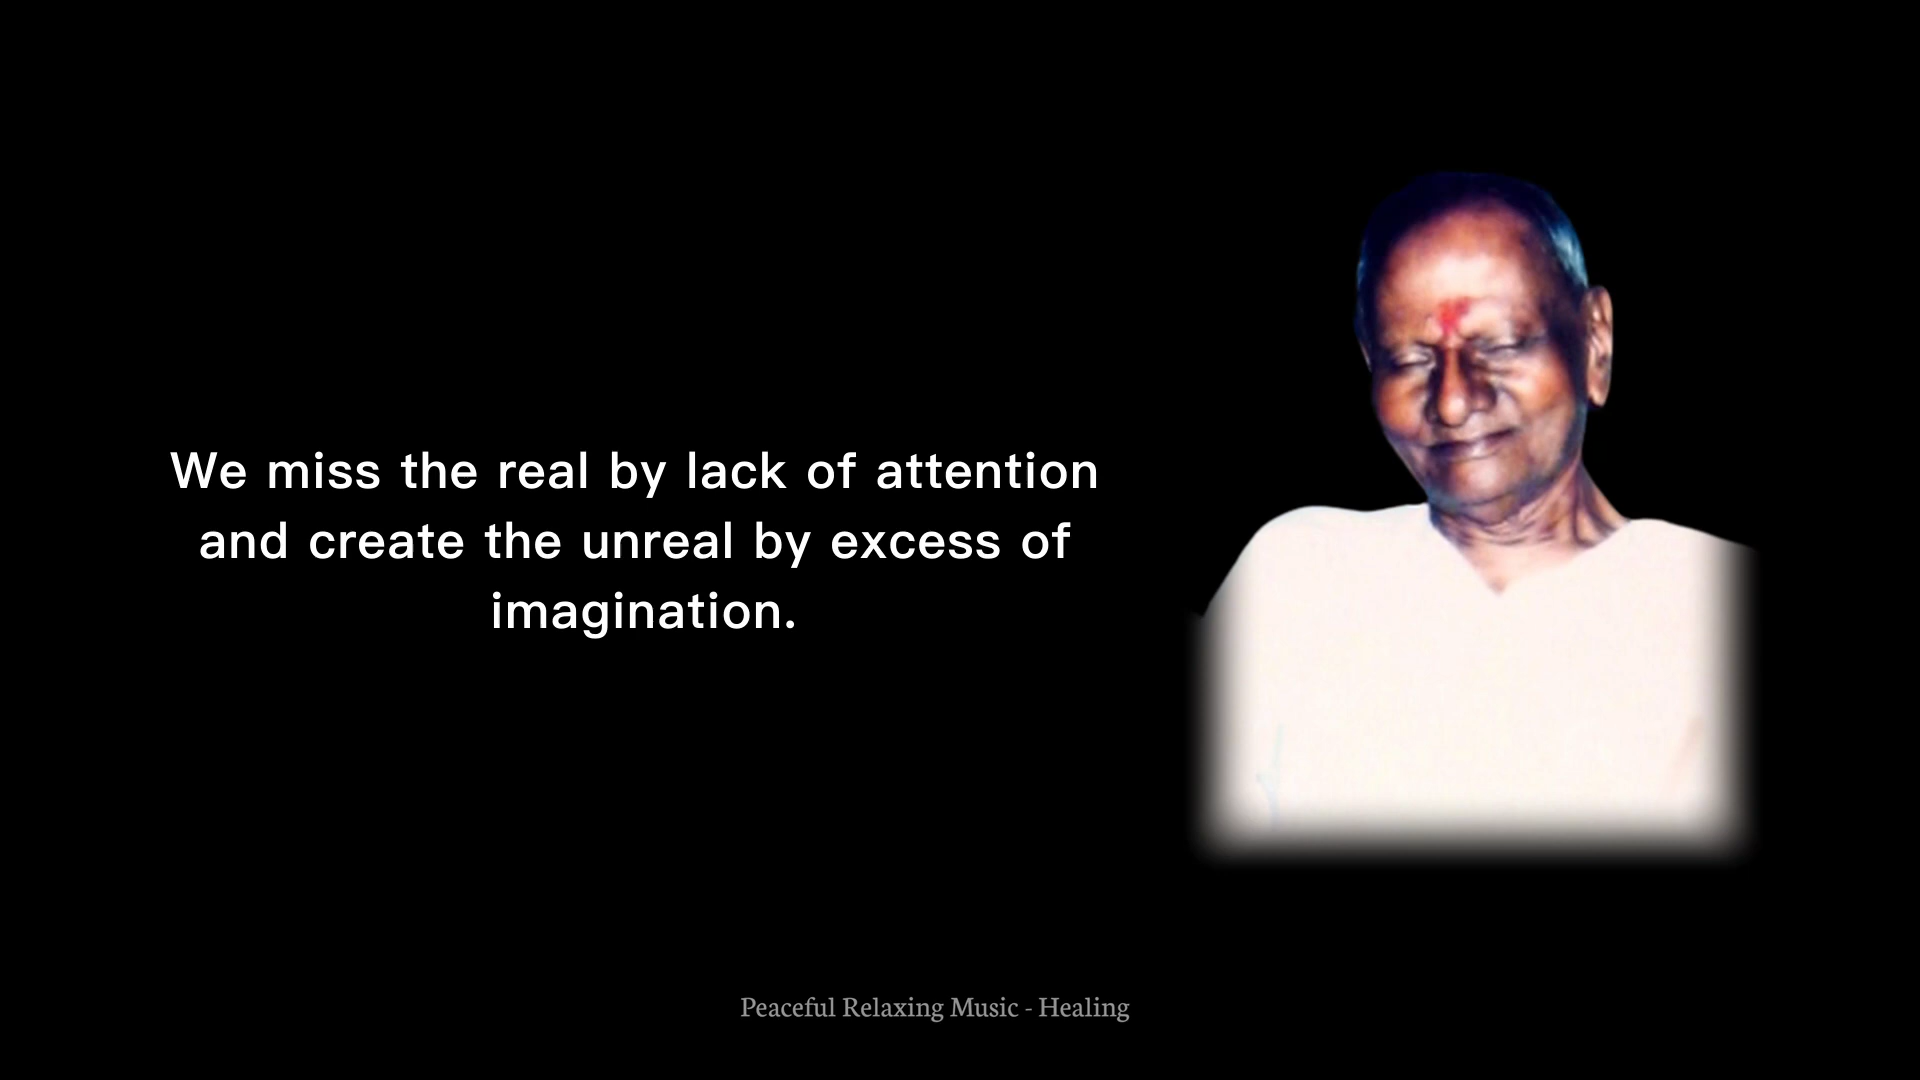 We miss the real by lack of attention
and create the unreal by excess of
imagination.
Peaceful Relaxing Music - Healing